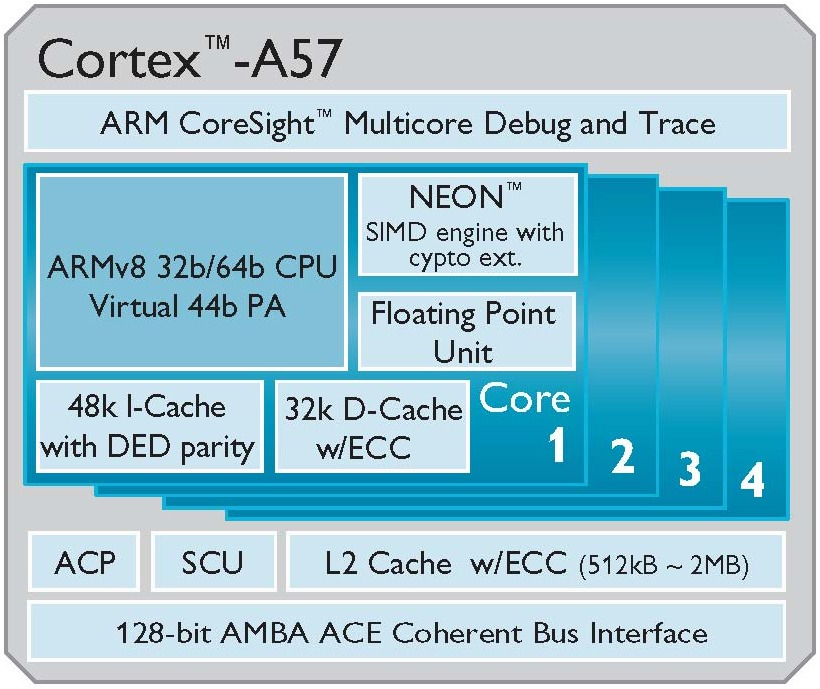 Cortex™-A57
ARM CoreSight™ Multicore Debug and Trace
ARMv8 32b/64b CPU
Virtual 44b PA
NEON™
SIMD engine with
cypto ext.
Floating Point
Unit
48k I-Cache
with DED parity
32k D-Cache
w/ECC
Core
1
2
3
4
ACP
SCU
L2 Cache w/ECC (512kB ~ 2MB)
128-bit AMBA ACE Coherent Bus Interface